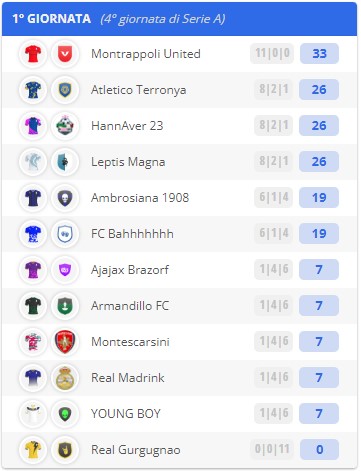 1° GIORNATA (4° giornata di Serie A)
Montrappoli United 11|0|0 33
Atletico Terronya 8|2|1 26
HannAver 23 8|2|1 26
Leptis Magna 8|2|1 26
Ambrosiana 1908 6|1|4 19
FC Bahhhhhhh 6|1|4 19
Ajajax Brazorf 1|4|6 7
Armandillo FC 1|4|6 7
Montescarsini 1|4|6 7
Real Madrink 1|4|6 7
YOUNG BOY 1|4|6 7
Real Gurgugnao 0|0|11 0